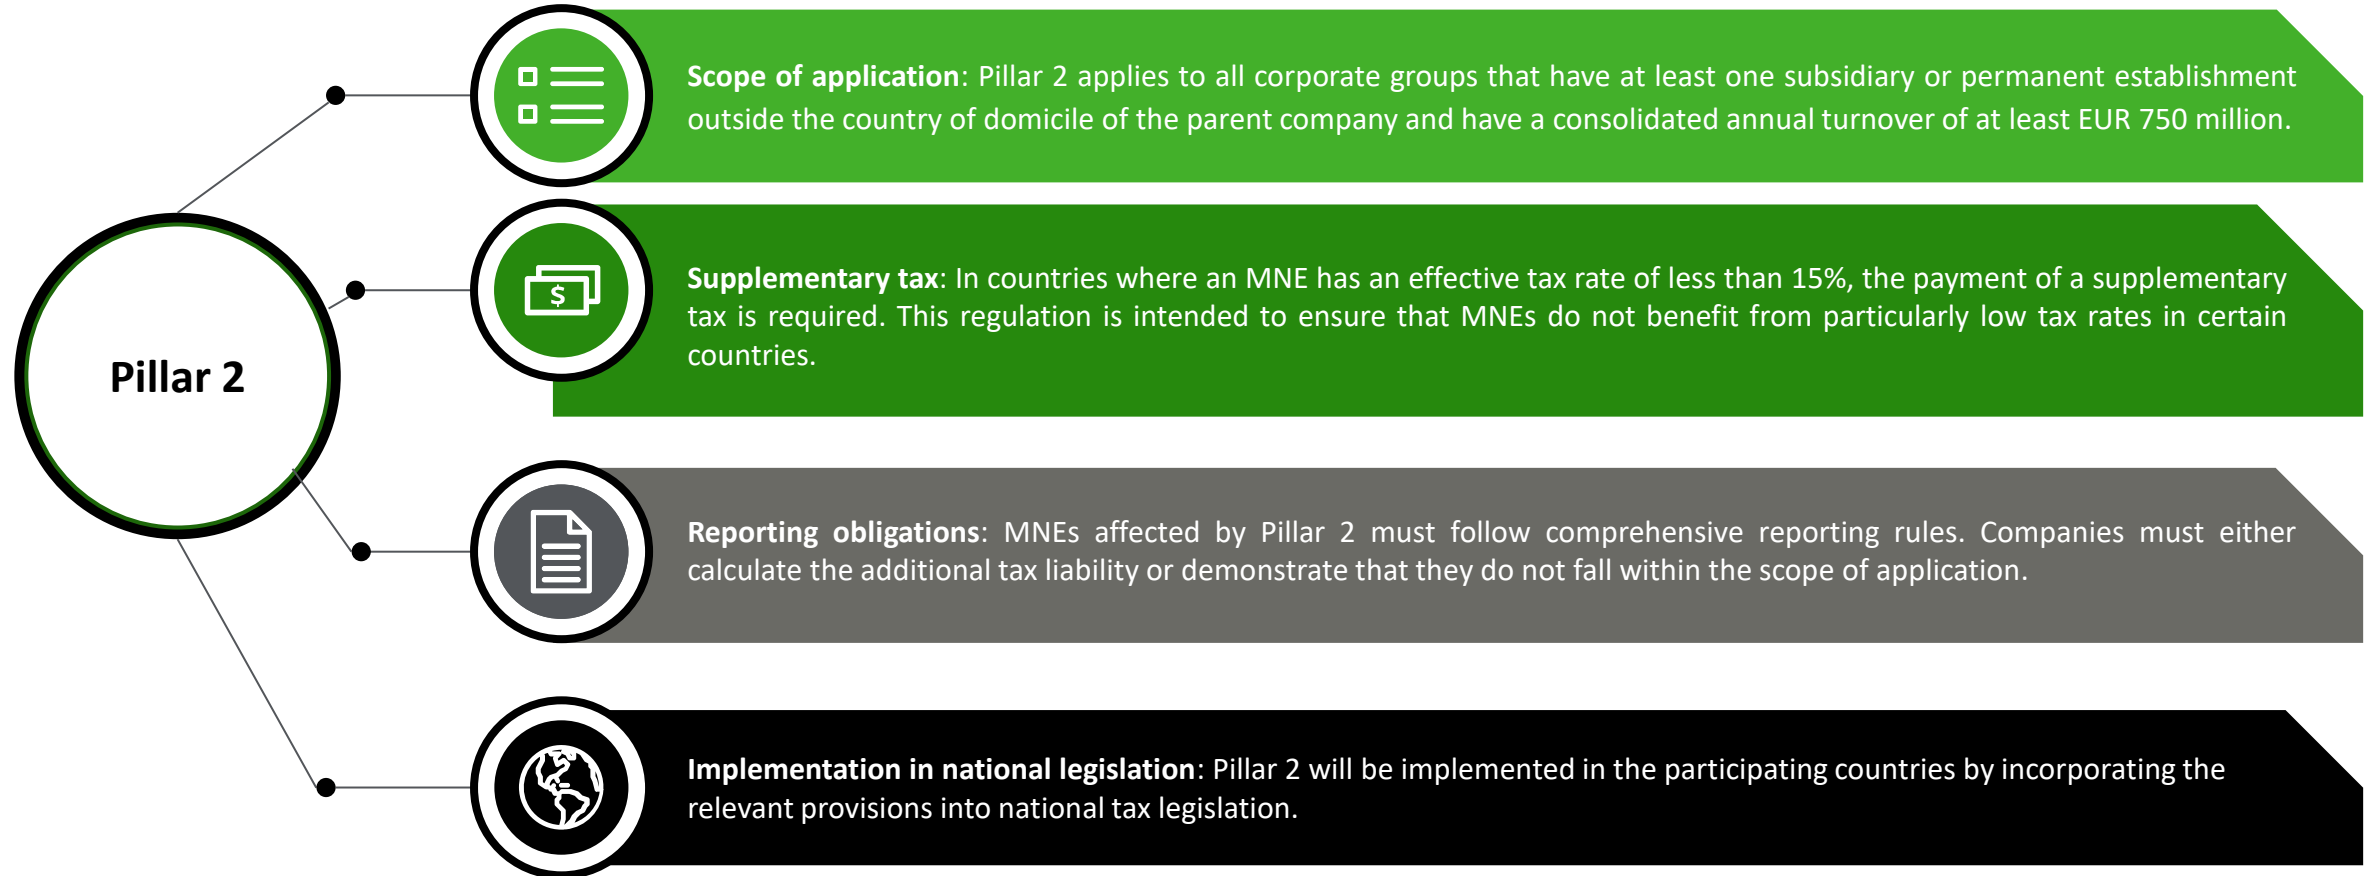 Scope of application: Pillar 2 applies to all corporate groups that have at least one subsidiary or permanent establishment
outside the country of domicile of the parent company and have a consolidated annual turnover of at least EUR 750 million.
$
Supplementary tax: In countries where an MNE has an effective tax rate of less than 15%, the payment of a supplementary
tax is required. This regulation is intended to ensure that MNEs do not benefit from particularly low tax rates in certain
countries.
Pillar 2
Reporting obligations: MNEs affected by Pillar 2 must follow comprehensive reporting rules. Companies must either
calculate the additional tax liability or demonstrate that they do not fall within the scope of application.
Implementation in national legislation: Pillar 2 will be implemented in the participating countries by incorporating the
relevant provisions into national tax legislation.